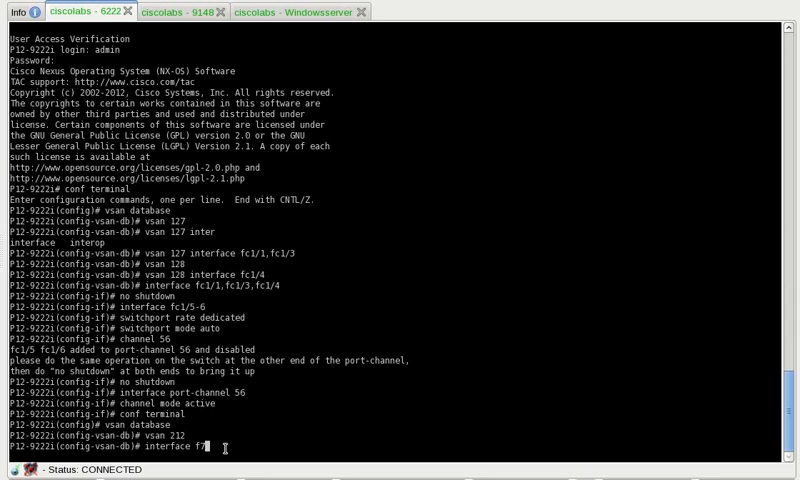 Info ciscolabs - 6222 ciscolabs - 9148 ciscolabs - Windowsserver
User Access Verification
P12-9222i login: admin
Password:
Cisco Nexus Operating System (NX-OS) Software
TAC support: http://www.cisco.com/tac
Copyright (c) 2002-2012, Cisco Systems, Inc. All rights reserved.
The copyrights to certain works contained in this software are
owned by other third parties and used and distributed under
license. Certain components of this software are licensed under
the GNU General Public License (GPL) version 2.0 or the GNU
Lesser General Public License (LGPL) Version 2.1. A copy of each
such license is available at
http://www.opensource.org/licenses/gpl-2.0.php and
http://www.opensource.org/licenses/lgpl-2.1.php
P12-9222i# conf terminal
Enter configuration commands, one per line.  End with CNTL/Z.
P12-9222i(config)# vsan database
P12-9222i(config-vsan-db)# vsan 127
P12-9222i(config-vsan-db)# vsan 127 inter
interface   interop
P12-9222i(config-vsan-db)# vsan 127 interface fc1/1,fc1/3
P12-9222i(config-vsan-db)# vsan 128
P12-9222i(config-vsan-db)# vsan 128 interface fc1/4
P12-9222i(config-vsan-db)# interface fc1/1,fc1/3,fc1/4
P12-9222i(config-if)# no shutdown
P12-9222i(config-if)# interface fc1/5-6
P12-9222i(config-if)# switchport rate dedicated
P12-9222i(config-if)# switchport mode auto
P12-9222i(config-if)# channel 56
fc1/5 fc1/6 added to port-channel 56 and disabled
please do the same operation on the switch at the other end of the port-channel,
then do "no shutdown" at both ends to bring it up
P12-9222i(config-if)# no shutdown
P12-9222i(config-if)# interface port-channel 56
P12-9222i(config-if)# channel mode active
P12-9222i(config-if)# conf terminal
P12-9222i(config)# vsan database
P12-9222i(config-vsan-db)# vsan 212
P12-9222i(config-vsan-db)# interface f7
- Status: CONNECTED